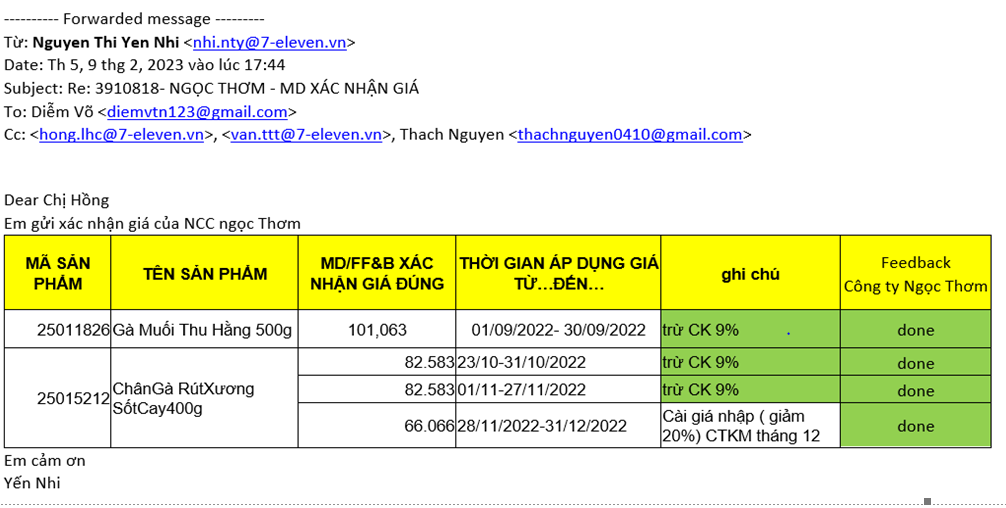 ---------- Forwarded message ---------
Từ: Nguyen Thi Yen Nhi <nhi.nty@7-eleven.vn>
Date: Th 5, 9 thg 2, 2023 vào lúc 17:44
Subject: Re: 3910818- NGỌC THƠM - MD XÁC NHẬN GIÁ
To: Diễm Võ <diemvtn123@gmail.com>
Cc: <hong.lhc@7-eleven.vn>, <van.ttt@7-eleven.vn>, Thach Nguyen <thachnguyen0410@gmail.com>
Dear Chị Hồng
Em gửi xác nhận giá của NCC ngọc Thơm
MÃ SẢN PHẨM TÊN SẢN PHẨM MD/FF&B XÁC NHẬN GIÁ ĐÚNG THỜI GIAN ÁP DỤNG GIÁ TỪ...ĐẾN... ghi chú Feedback Công ty Ngọc Thơm
25011826 Gà Muối Thu Hằng 500g 101,063 01/09/2022- 30/09/2022 trừ CK 9% done
25015212 ChânGà RútXương SốtCay400g 82.583 23/10-31/10/2022 trừ CK 9% done
82.583 01/11-27/11/2022 trừ CK 9% done
66.066 28/11/2022-31/12/2022 Cài giá nhập ( giảm 20%) CTKM tháng 12 done
Em cảm ơn
Yến Nhi